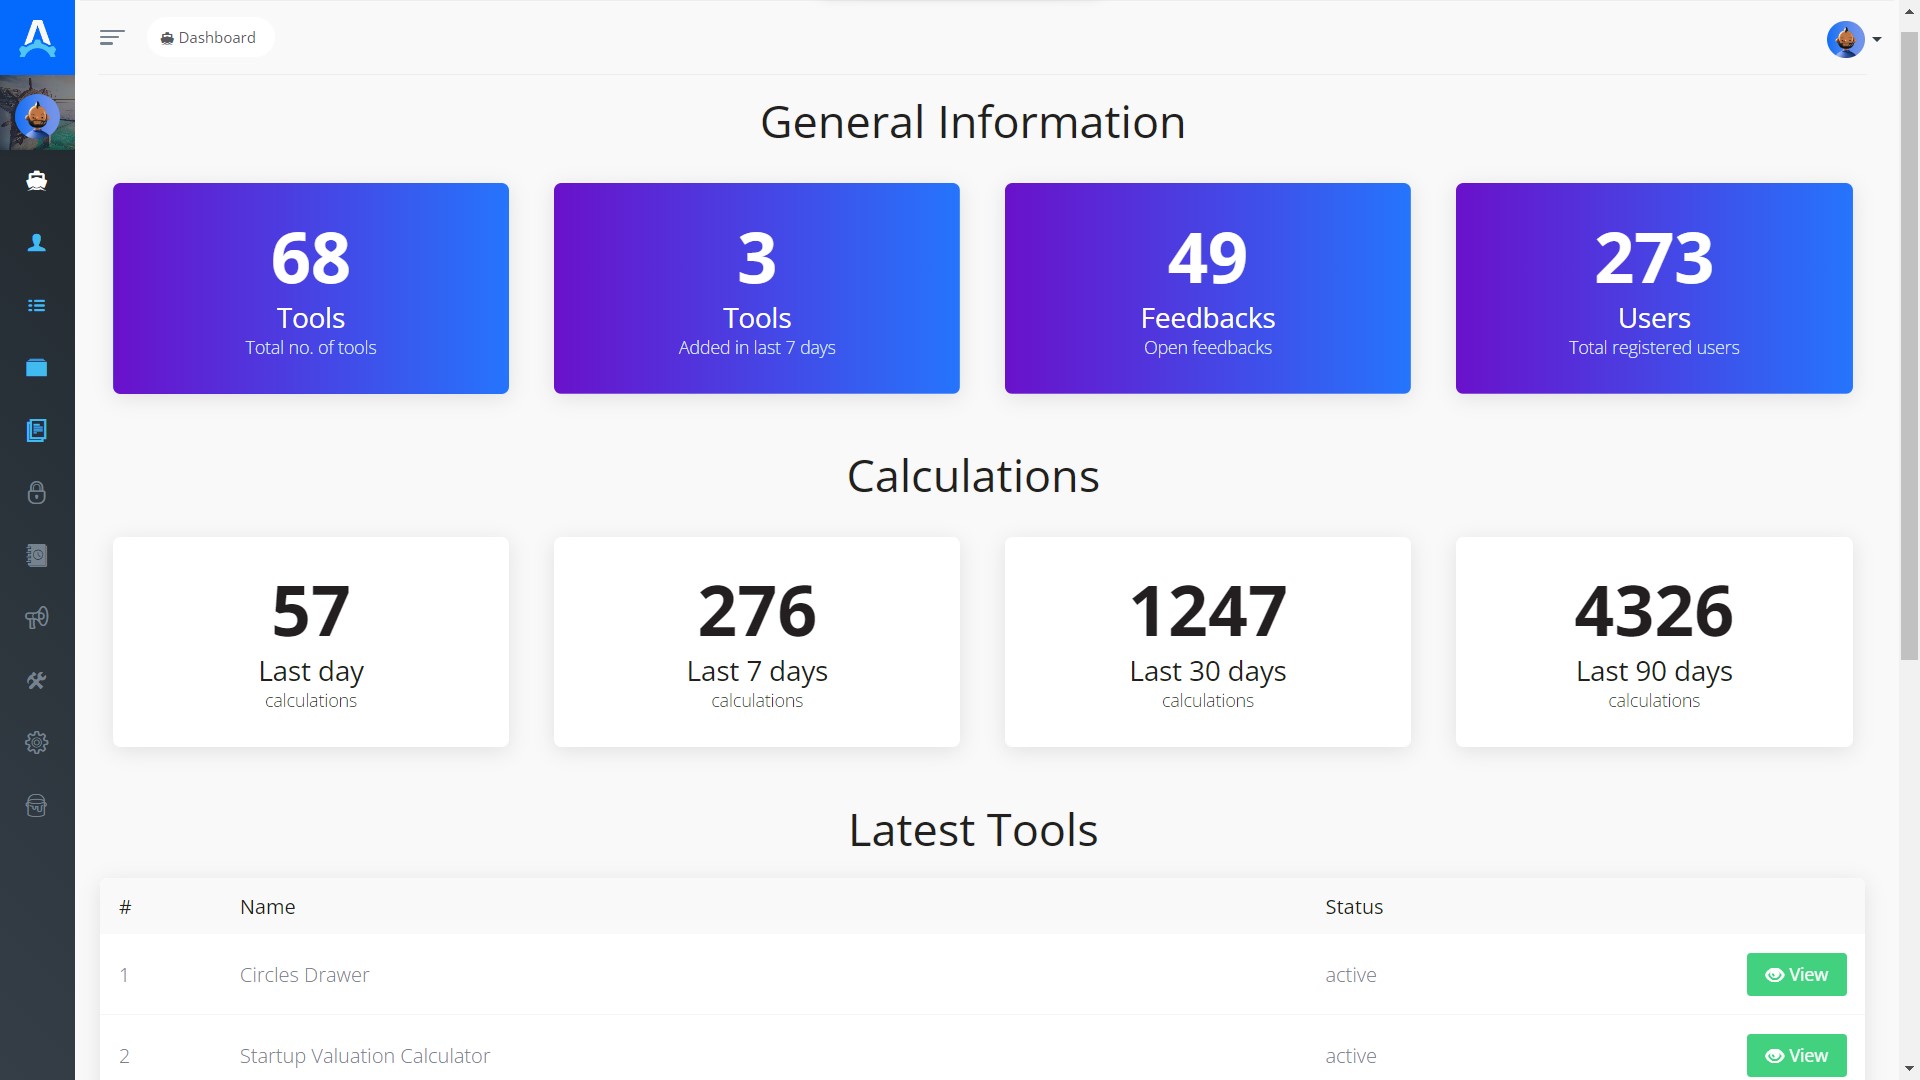 Dashboard
General Information
68
Tools
Total no. of tools
3
Tools
Added in last 7 days
49
Feedbacks
Open feedbacks
273
Users
Total registered users
Calculations
57
Last day
calculations
276
Last 7 days
calculations
1247
Last 30 days
calculations
4326
Last 90 days
calculations
Latest Tools
# Name Status
1 Circles Drawer active View
2 Startup Valuation Calculator active View